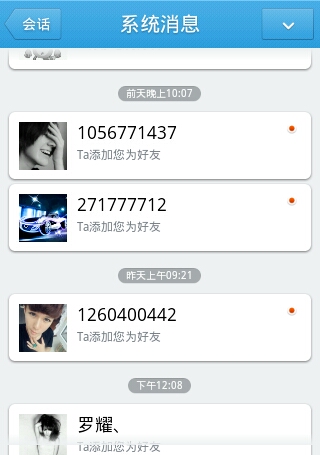 会话
系统消息
前天晚上10:07
1056771437
Ta添加您为好友
271777712
Ta添加您为好友
昨天上午09:21
1260400442
Ta添加您为好友
下午12:08
罗耀、
Ta添加您为好友